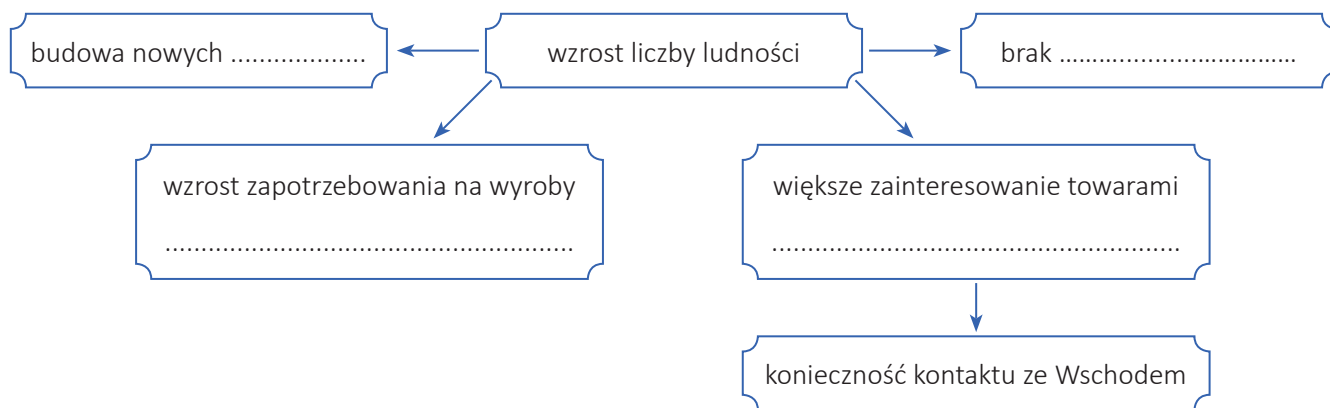 budowa nowych ...................
wzrost liczby ludności
brak .................................
wzrost zapotrzebowania na wyroby
.........................................................
większe zainteresowanie towarami
.........................................................
konieczność kontaktu ze Wschodem